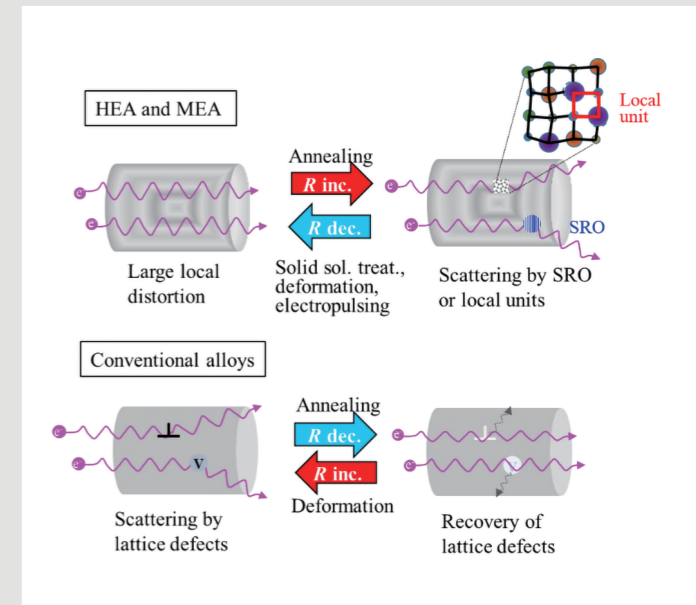 HEA and MEA
Local
unit
Annealing
R inc.
R dec.
e⁻
e⁻
e⁻
e⁻
SRO
Large local
distortion
Solid sol. treat.,
deformation,
electropulsing
Scattering by SRO
or local units
Conventional alloys
Annealing
R dec.
R inc.
Deformation
e⁻
e⁻
V
e⁻
e⁻
Scattering by
lattice defects
Recovery of
lattice defects